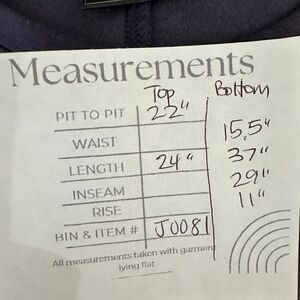 Measurements
Top Bottom
PIT TO PIT 22"
WAIST 15.5"
LENGTH 24" 37"
INSEAM 29"
RISE 11"
BIN & ITEM # J0081
All measurements taken with garment
lying flat